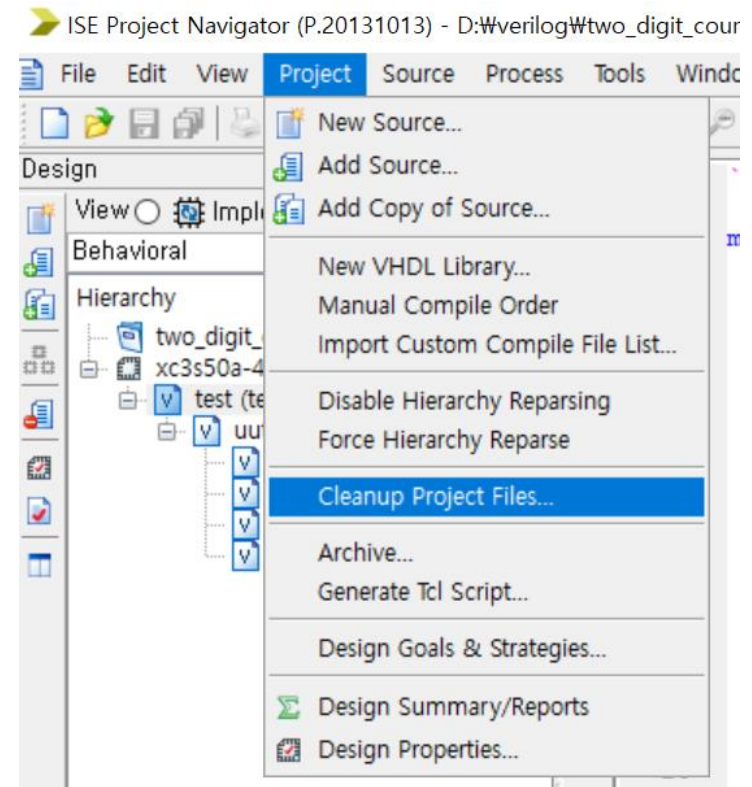 ISE Project Navigator (P.20131013) - D:₩verilog₩two_digit_cour
File Edit View Project Source Process Tools
Design
View
Behavioral
Hierarchy
two_digit_
xc3s50a-4
test (te
New Source...
Add Source...
Add Copy of Source...
New VHDL Library...
Manual Compile Order
Import Custom Compile File List...
Disable Hierarchy Reparsing
Force Hierarchy Reparse
Cleanup Project Files...
Archive...
Generate Tcl Script...
Design Goals & Strategies...
Design Summary/Reports
Design Properties...